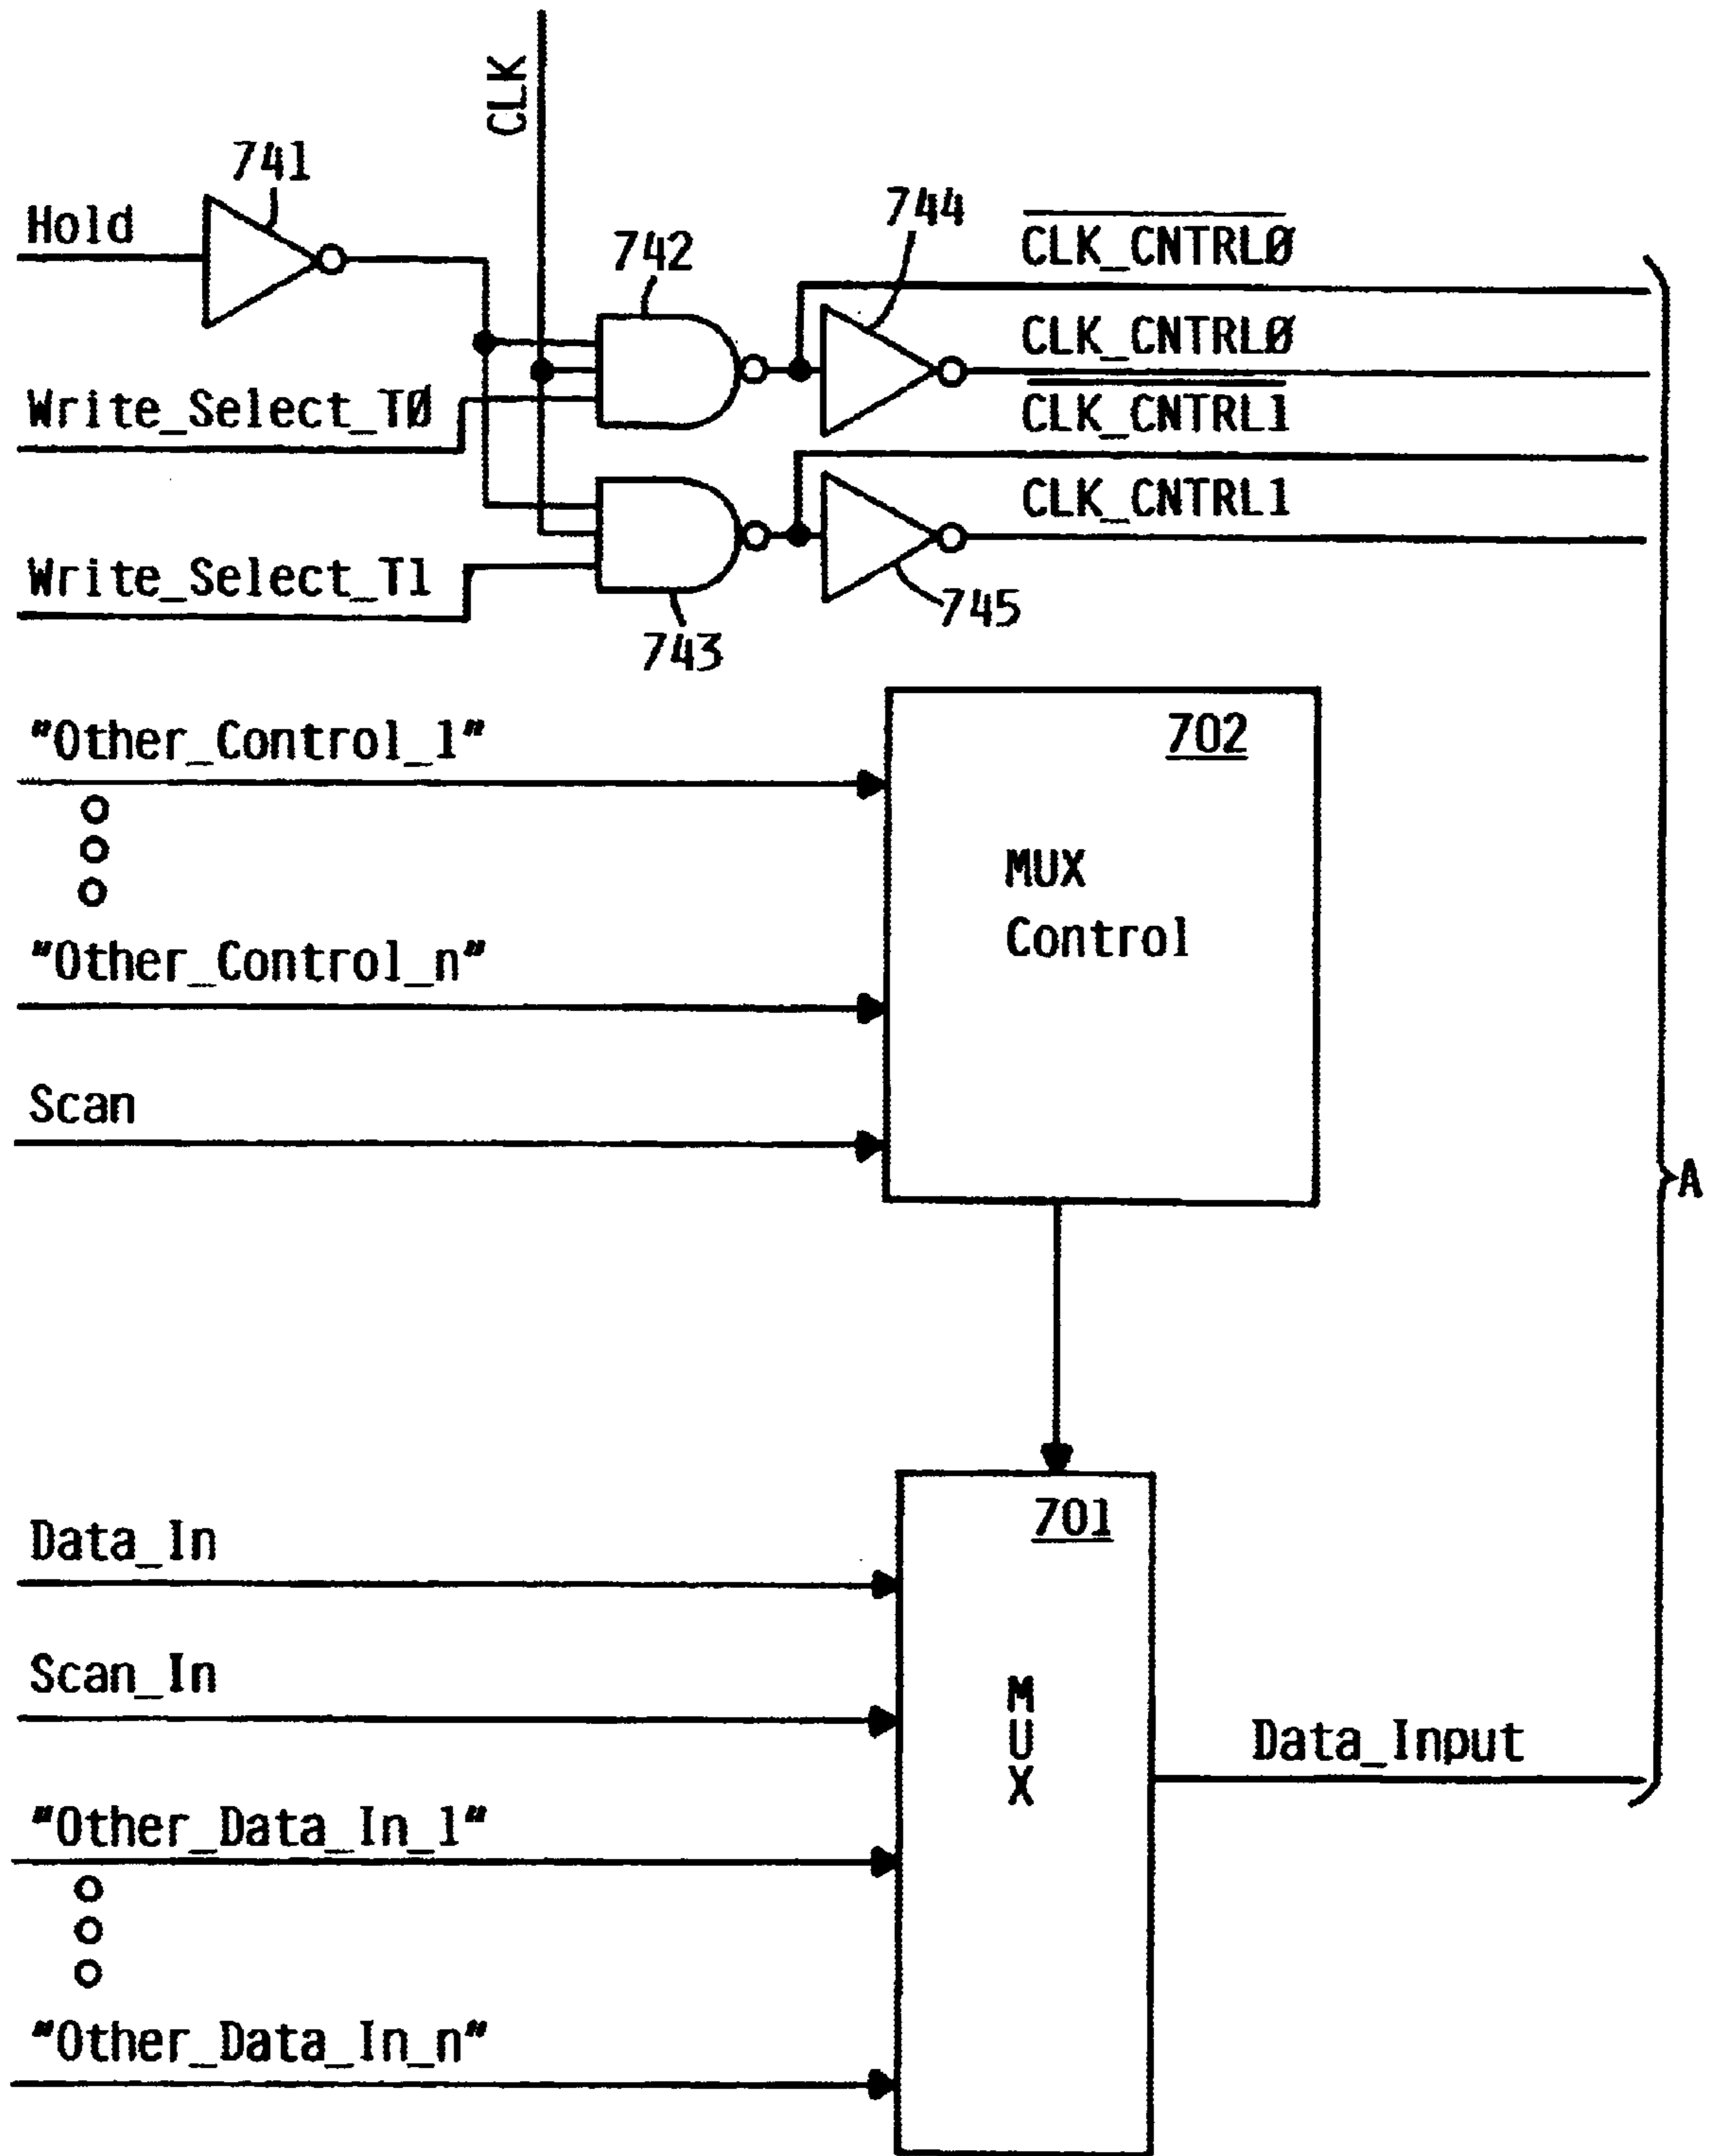 CLK
741
Hold
744
742
CLK_CNTRLØ
CLK_CNTRLØ
Write_Select_TØ
CLK_CNTRL1
CLK_CNTRL1
Write_Select_T1
745
743
"Other_Control_1"
702
MUX
Control
"Other_Control_n"
Scan
A
701
Data_In
Scan_In
MUX
Data_Input
"Other_Data_In_1"
"Other_Data_In_n"